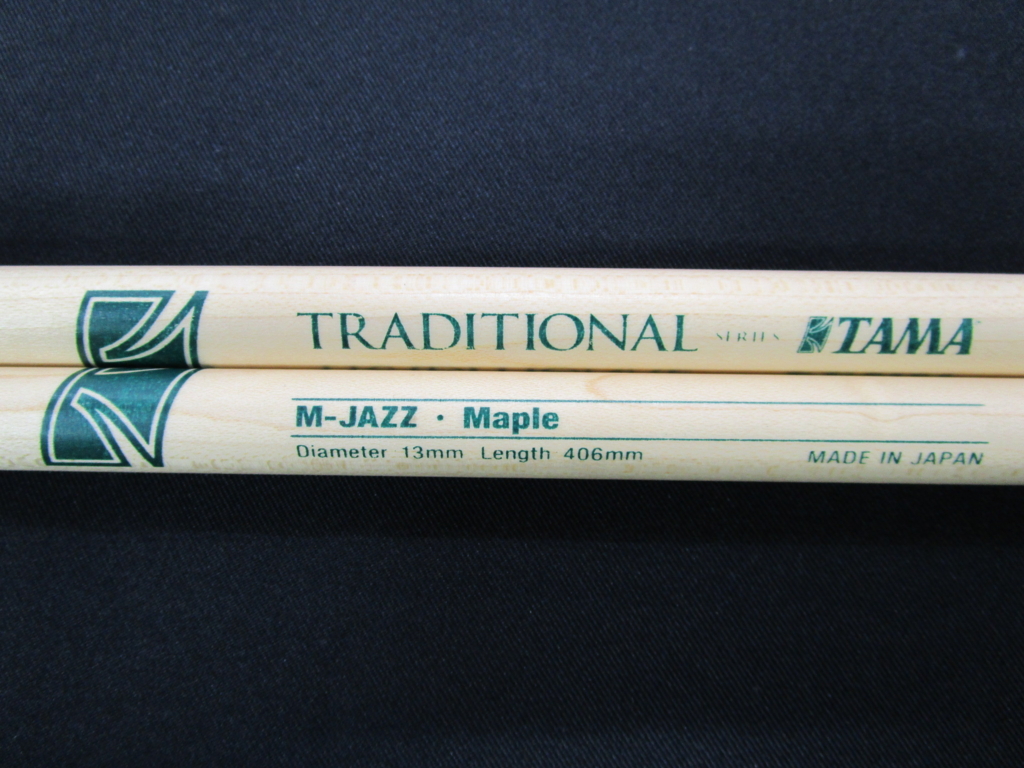 TRADITIONAL SERIES TAMA
M-JAZZ · Maple
Diameter 13mm Length 406mm MADE IN JAPAN